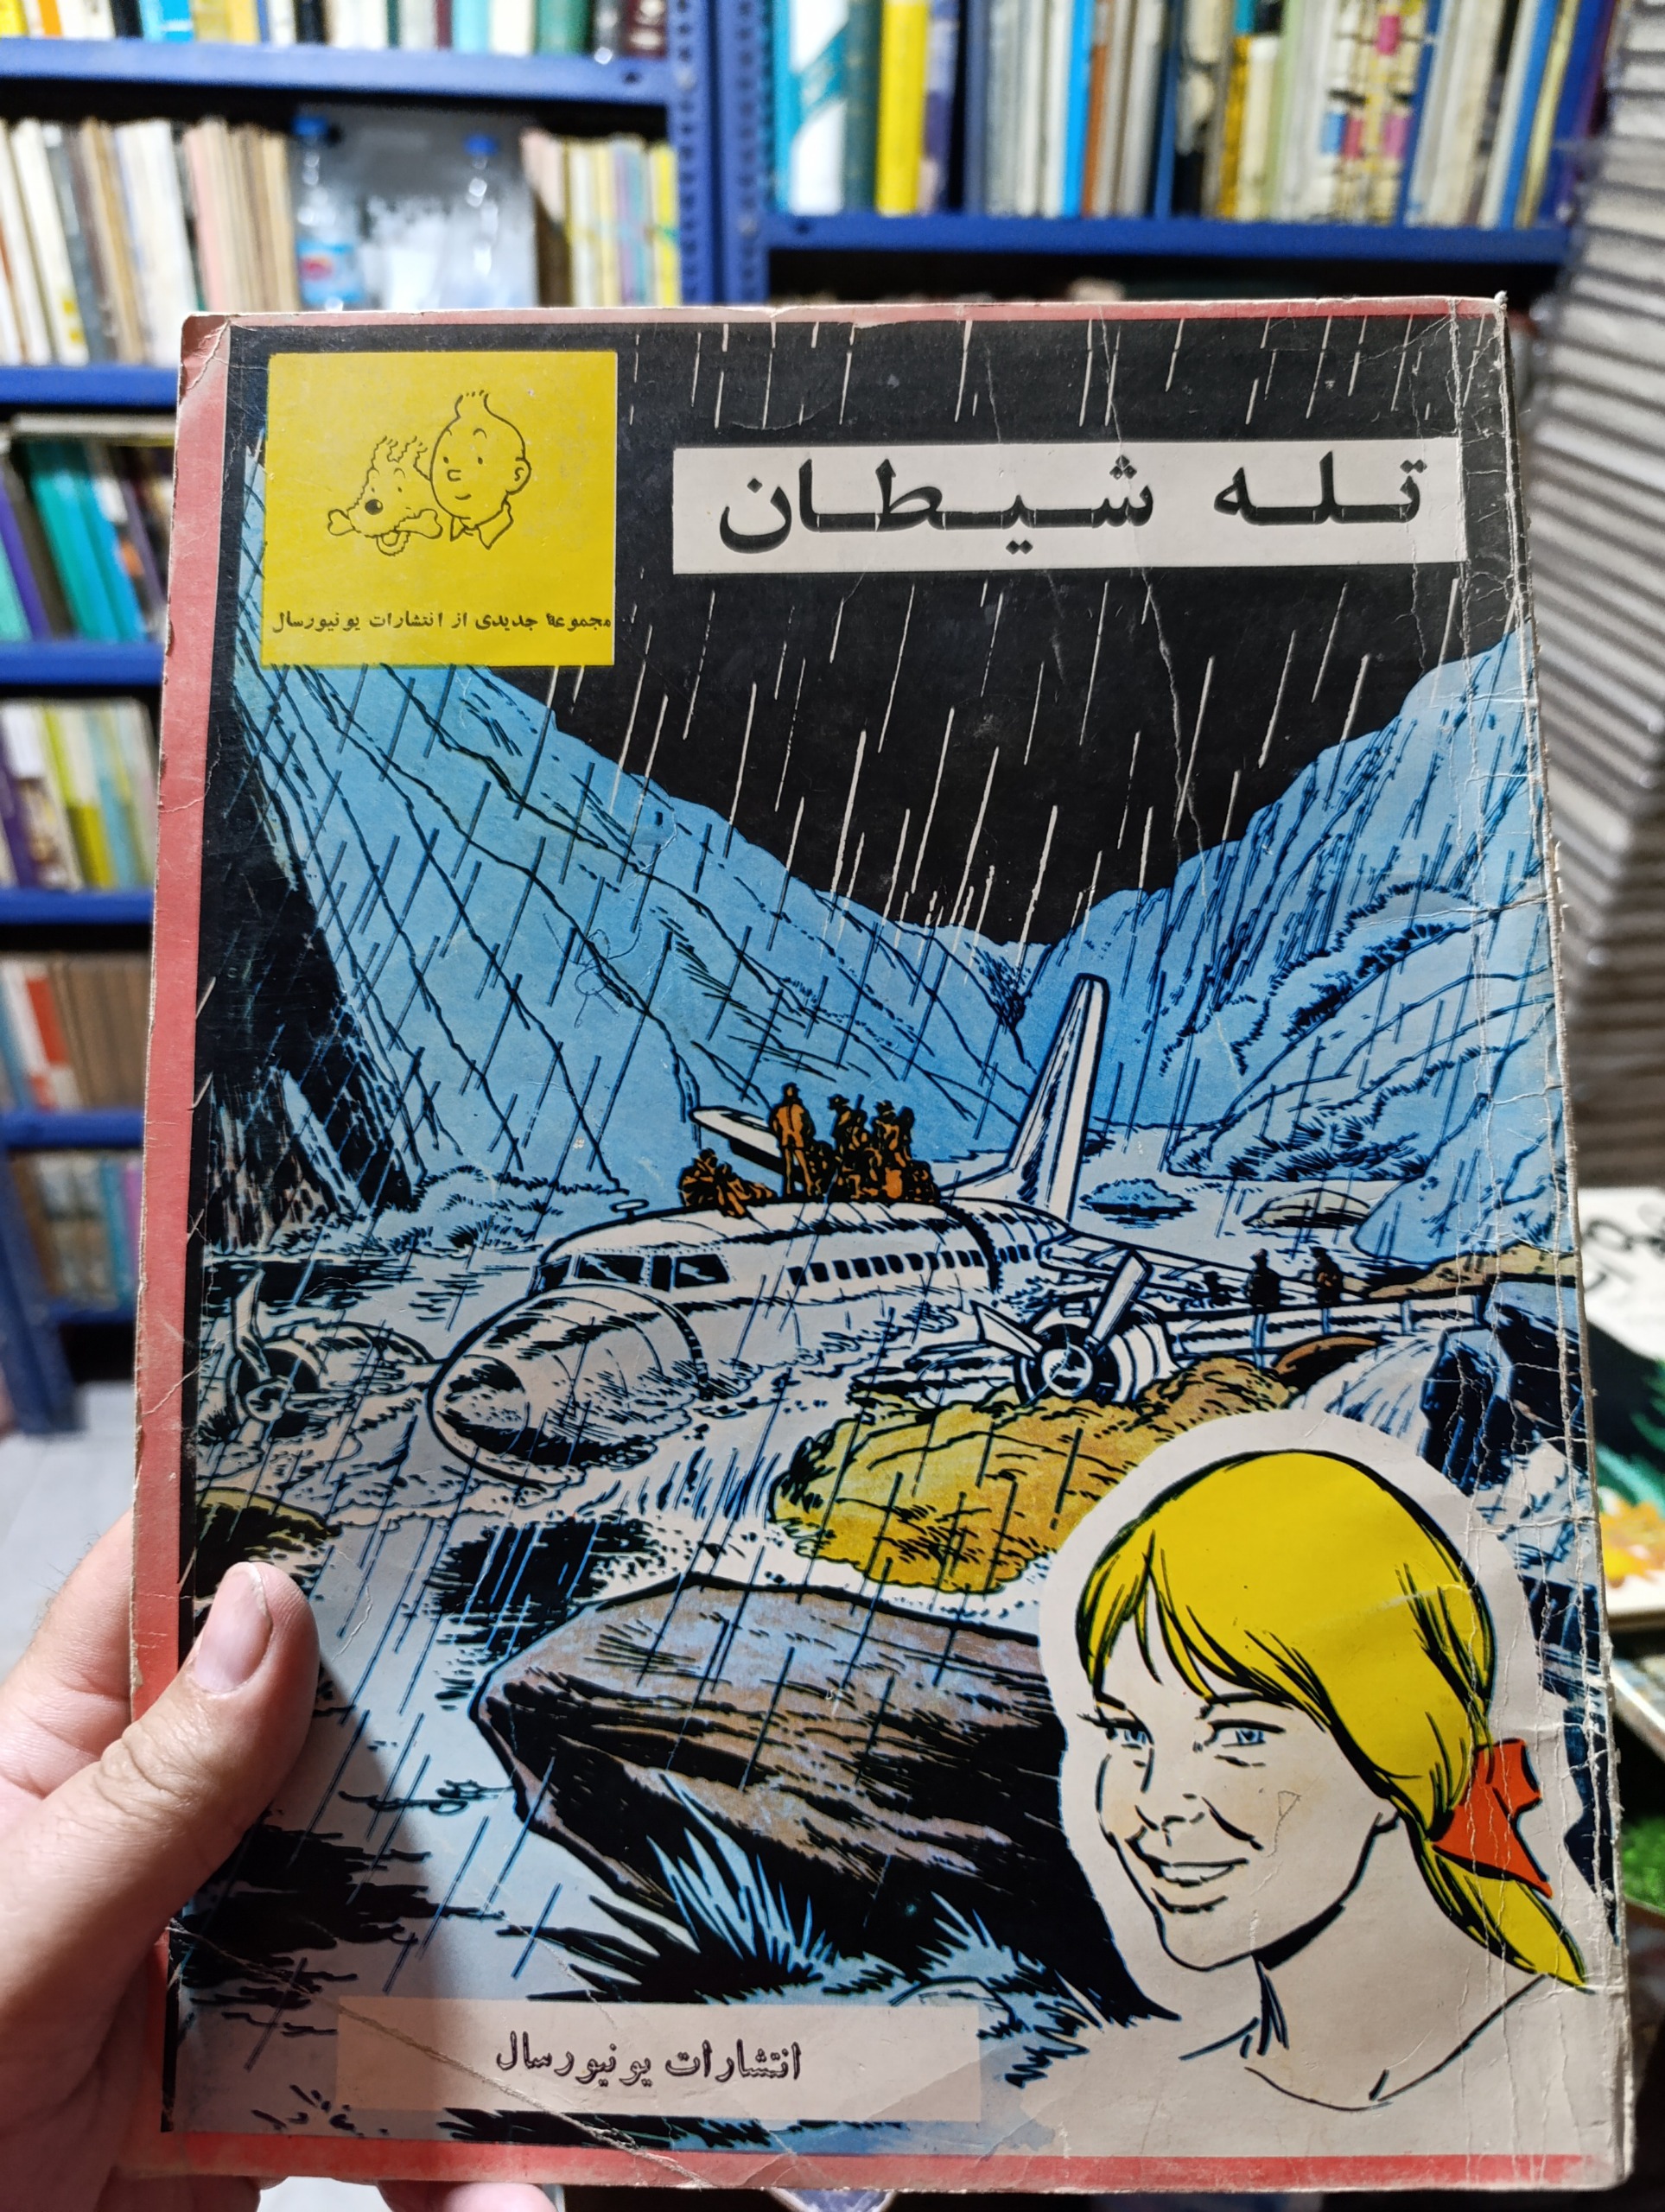 تله شیطان
مجموعهٔ جدیدی از انتشارات یونیورسال
انتشارات یونیورسال